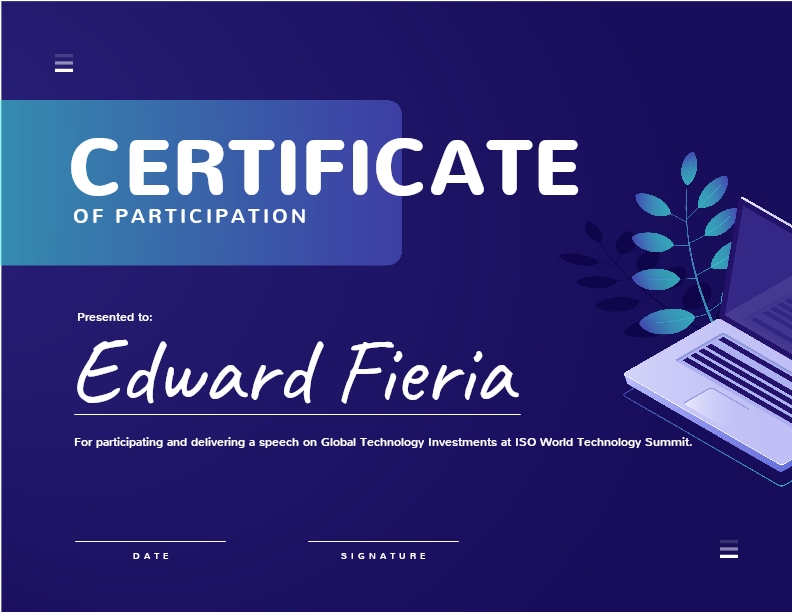 CERTIFICATE
OF PARTICIPATION
Presented to:
Edward Fieria
For participating and delivering a speech on Global Technology Investments at ISO World Technology Summit.
DATE
SIGNATURE